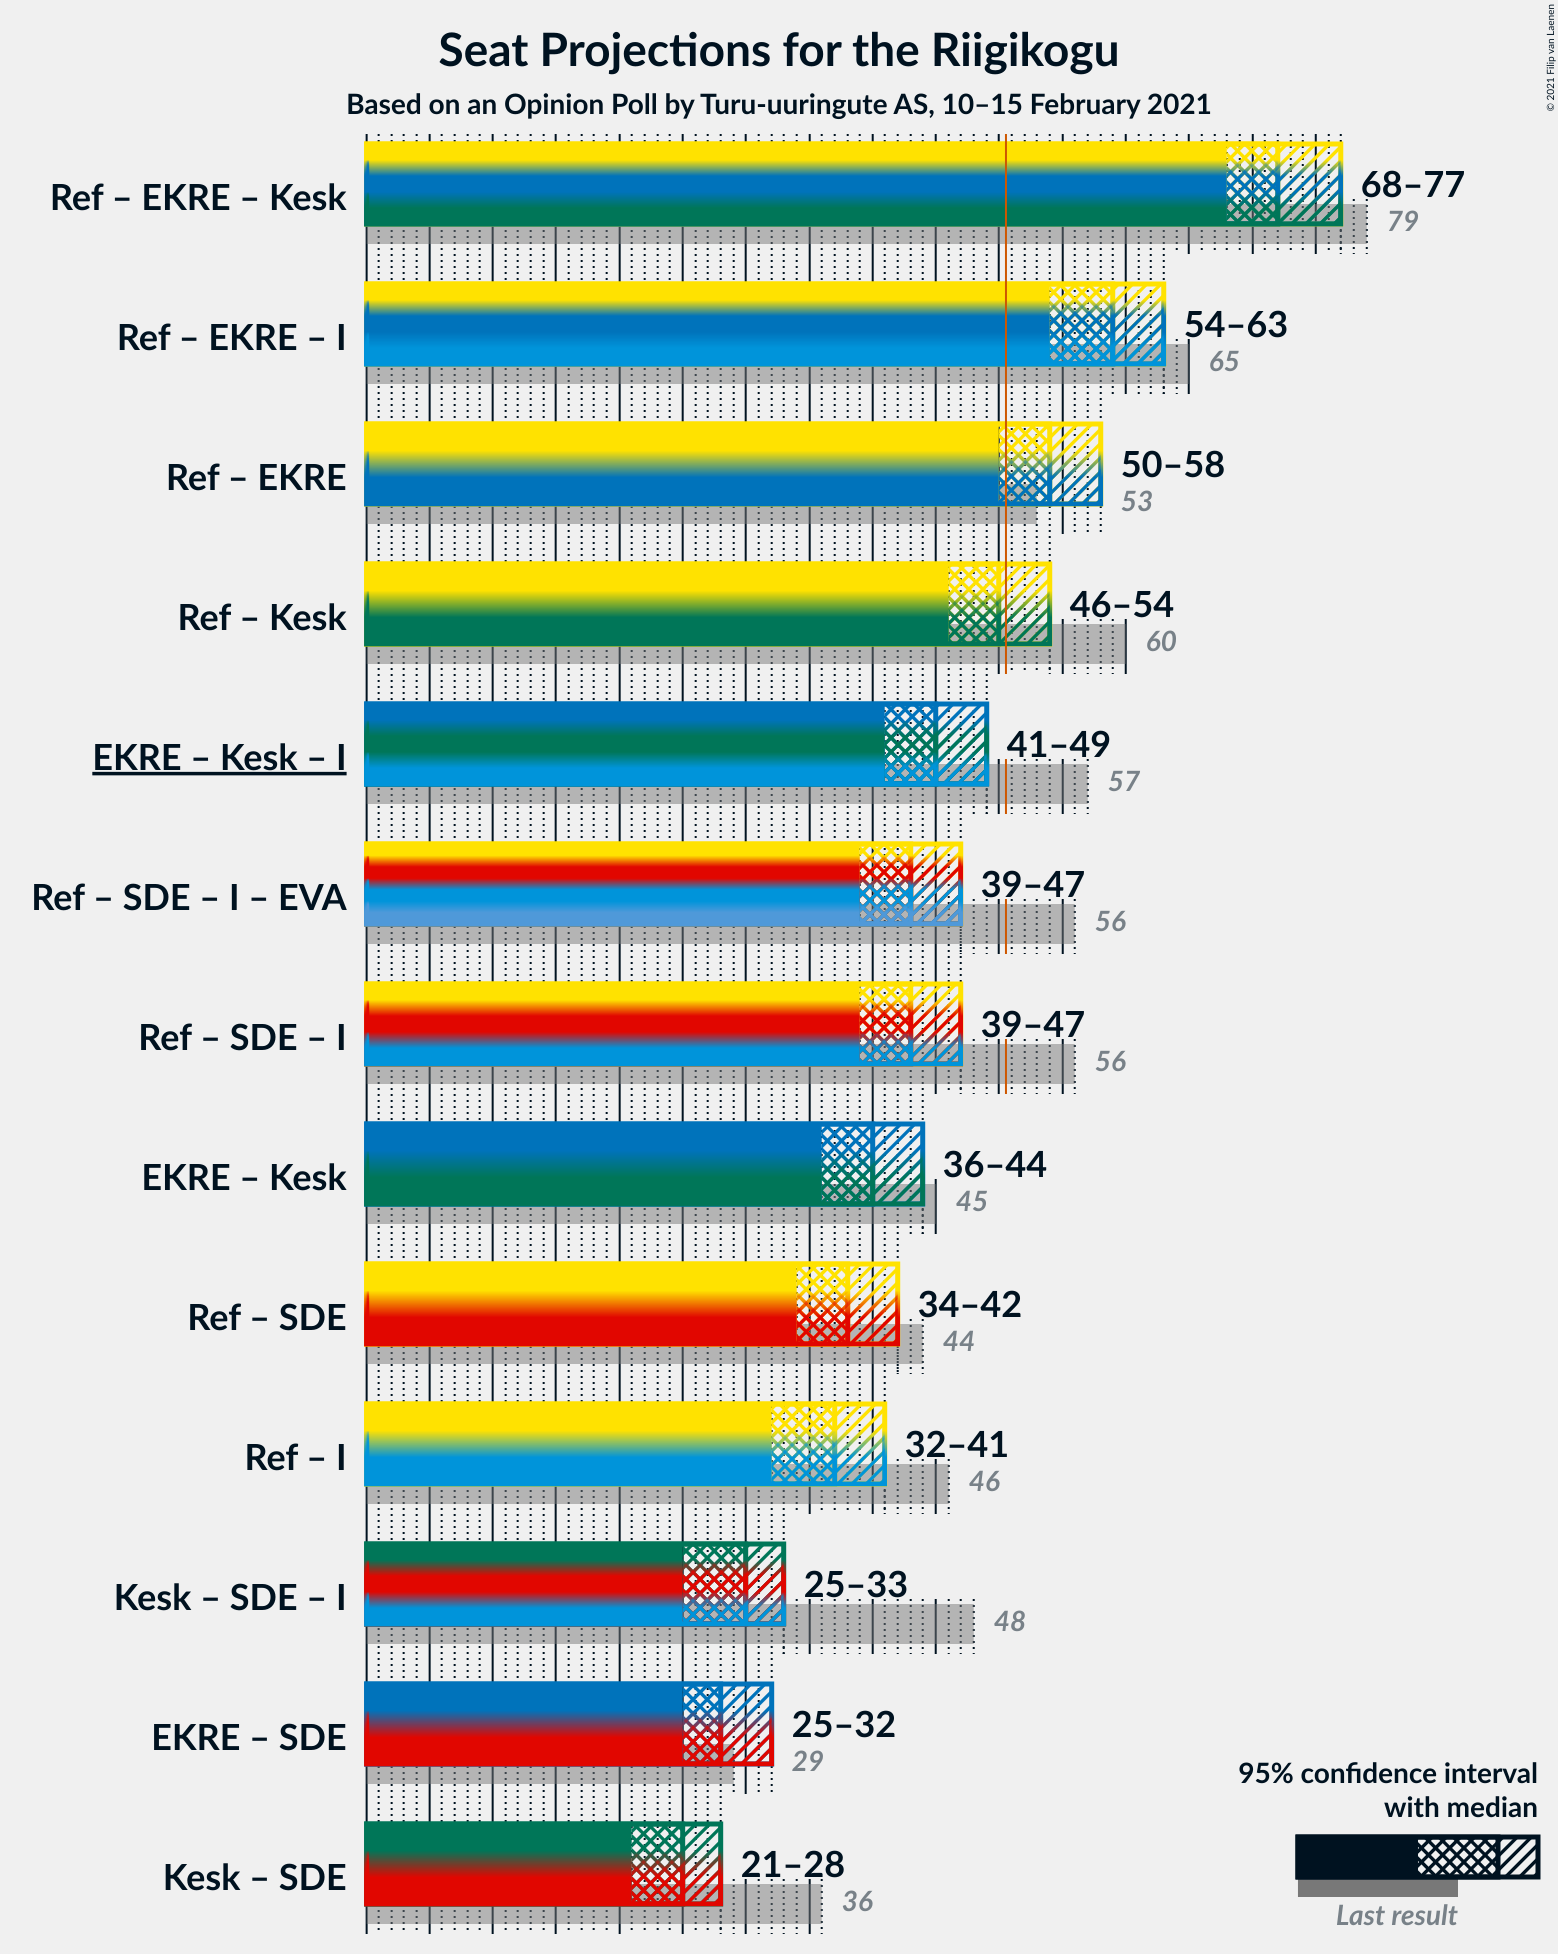 Seat Projections for the Riigikogu
Based on an Opinion Poll by Turu-uuringute AS, 10–15 February 2021
© 2021 Filip van Laenen
Ref – EKRE – Kesk
68–77
79
Ref – EKRE – I
54–63
65
Ref – EKRE
50–58
53
Ref – Kesk
46–54
60
EKRE – Kesk – I
41–49
57
Ref – SDE – I – EVA
39–47
56
Ref – SDE – I
39–47
56
EKRE – Kesk
36–44
45
Ref – SDE
34–42
44
Ref – I
32–41
46
Kesk – SDE – I
25–33
48
EKRE – SDE
25–32
29
Kesk – SDE
21–28
36
95% confidence interval
with median
Last result